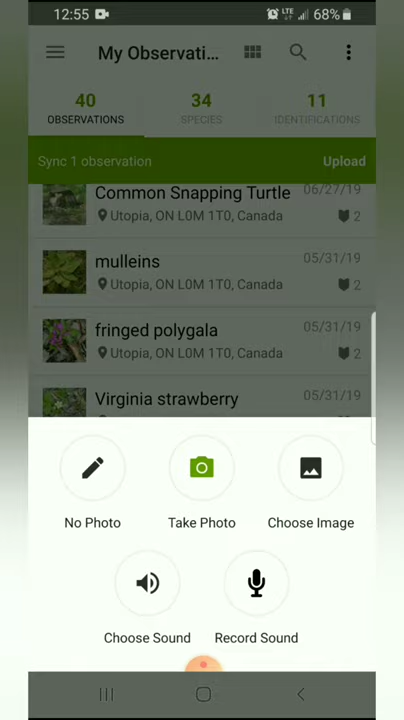 12:55 LTE 68%
My Observati...
40 34 11
OBSERVATIONS SPECIES IDENTIFICATIONS
Sync 1 observation Upload
Common Snapping Turtle 06/27/19
Utopia, ON L0M 1T0, Canada 2
mulleins 05/31/19
Utopia, ON L0M 1T0, Canada 2
fringed polygala 05/31/19
Utopia, ON L0M 1T0, Canada 2
Virginia strawberry 05/31/19
No Photo Take Photo Choose Image
Choose Sound Record Sound